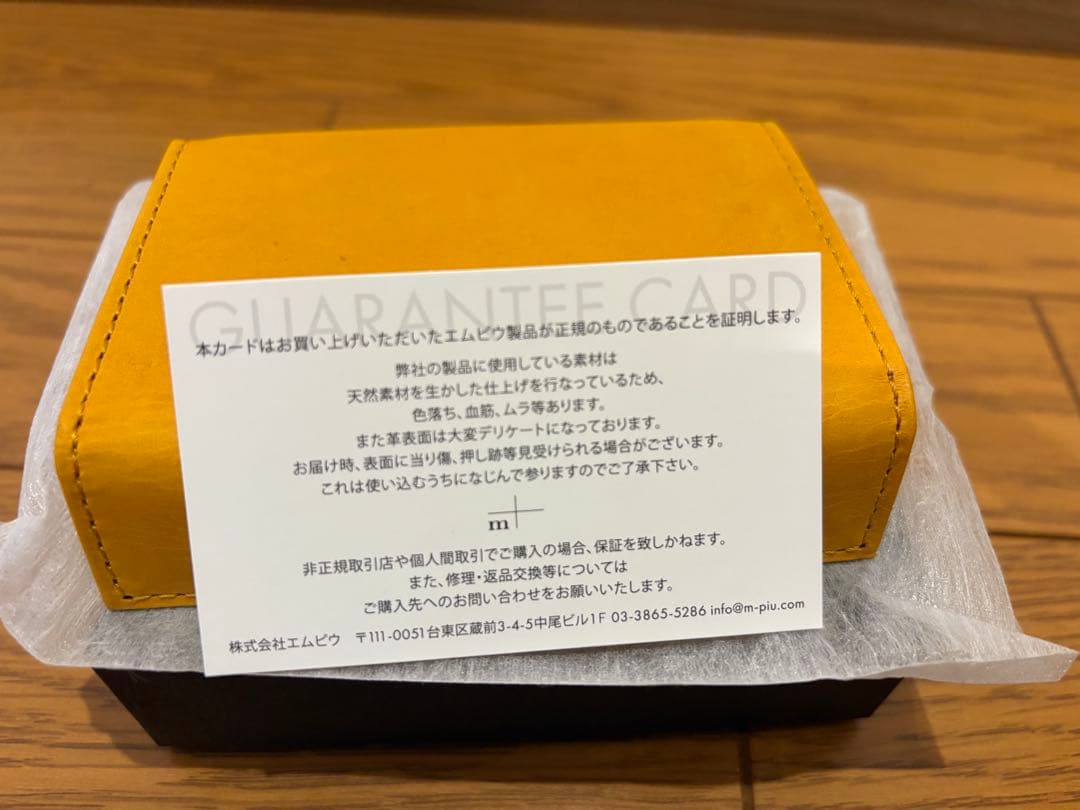 GUARANTEE CARD
本カードはお買い上げいただいたエムピウ製品が正規のものであることを証明します。
弊社の製品に使用している素材は
天然素材を生かした仕上げを行なっているため、
色落ち、血筋、ムラ等あります。
また革表面は大変デリケートになっております。
お届け時、表面に当り傷、押し跡等見受けられる場合がございます。
これは使い込むうちになじんで参りますのでご了承下さい。
m+
非正規取引店や個人間取引でご購入の場合、保証を致しかねます。
また、修理・返品交換等については
ご購入先へのお問い合わせをお願いいたします。
株式会社エムピウ 〒111-0051台東区蔵前3-4-5中尾ビル1F 03-3865-5286 info@m-piu.com